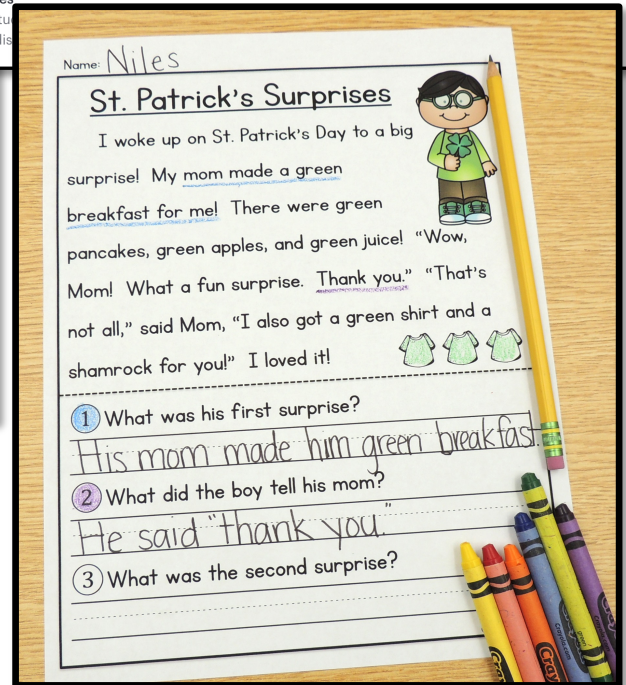 Name: Niles
St. Patrick's Surprises
I woke up on St. Patrick's Day to a big
surprise! My mom made a green
breakfast for me! There were green
pancakes, green apples, and green juice! "Wow,
Mom! What a fun surprise. Thank you." "That's
not all," said Mom, "I also got a green shirt and a
shamrock for you!" I loved it!
1 What was his first surprise?
His mom made him green breakfast.
2 What did the boy tell his mom?
He said "thank you."
3 What was the second surprise?